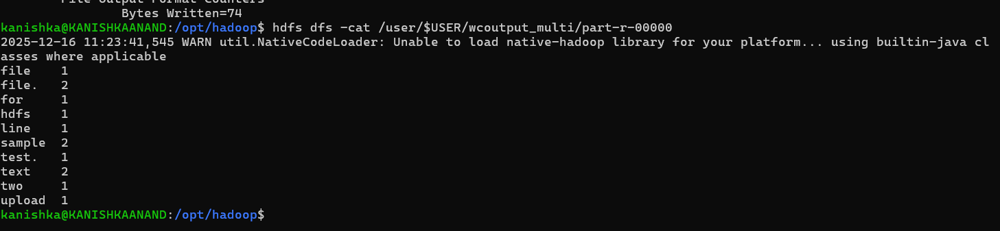 File Output Format Counters
Bytes Written=74
kanishka@KANISHKAANAND:/opt/hadoop$ hdfs dfs -cat /user/$USER/wcoutput_multi/part-r-00000
2025-12-16 11:23:41,545 WARN util.NativeCodeLoader: Unable to load native-hadoop library for your platform... using builtin-java cl
asses where applicable
file    1
file.   2
for     1
hdfs    1
line    1
sample  2
test.   1
text    2
two     1
upload  1
kanishka@KANISHKAANAND:/opt/hadoop$